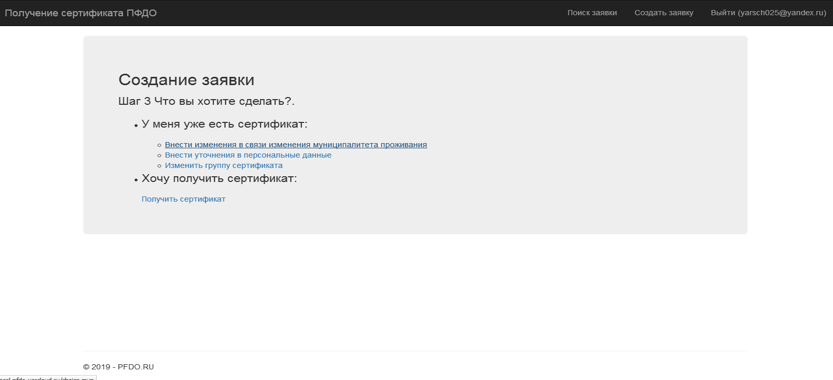 Получение сертификата ПФДО
Поиск заявки
Создать заявку
Выйти (yarsch025@yandex.ru)
Создание заявки
Шаг 3 Что вы хотите сделать?.
У меня уже есть сертификат:
Внести изменения в связи изменения муниципалитета проживания
Внести уточнения в персональные данные
Изменить группу сертификата
Хочу получить сертификат:
Получить сертификат
© 2019 - PFDO.RU